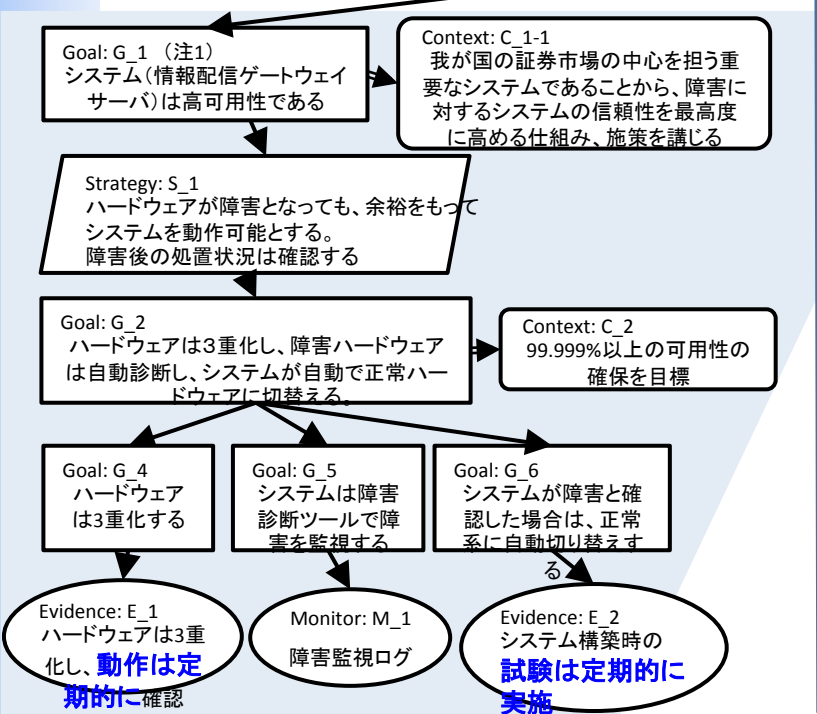 Goal: G_1 （注1）
システム（情報配信ゲートウェイ
サーバ）は高可用性である
Context: C_1-1
我が国の証券市場の中心を担う重
要なシステムであることから、障害に
対するシステムの信頼性を最高度
に高める仕組み、施策を講じる
Strategy: S_1
ハードウェアが障害となっても、余裕をもって
システムを動作可能とする。
障害後の処置状況は確認する
Goal: G_2
ハードウェアは３重化し、障害ハードウェア
は自動診断し、システムが自動で正常ハー
ドウェアに切替える。
Context: C_2
99.999%以上の可用性の
確保を目標
Goal: G_4
ハードウェア
は3重化する
Goal: G_5
システムは障害
診断ツールで障
害を監視する
Goal: G_6
システムが障害と確
認した場合は、正常
系に自動切り替えす
る
Evidence: E_1
ハードウェアは3重
化し、動作は定
期的に確認
Monitor: M_1
障害監視ログ
Evidence: E_2
システム構築時の
試験は定期的に
実施